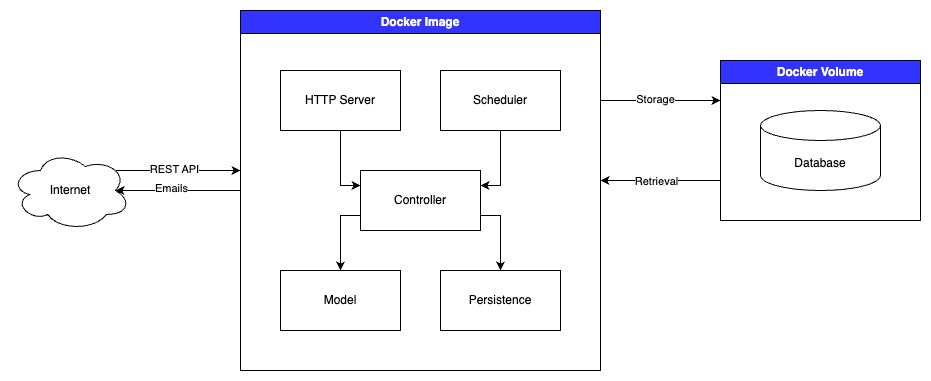 Docker Image
HTTP Server
Scheduler
Controller
Model
Persistence
Internet
REST API
Emails
Storage
Retrieval
Docker Volume
Database